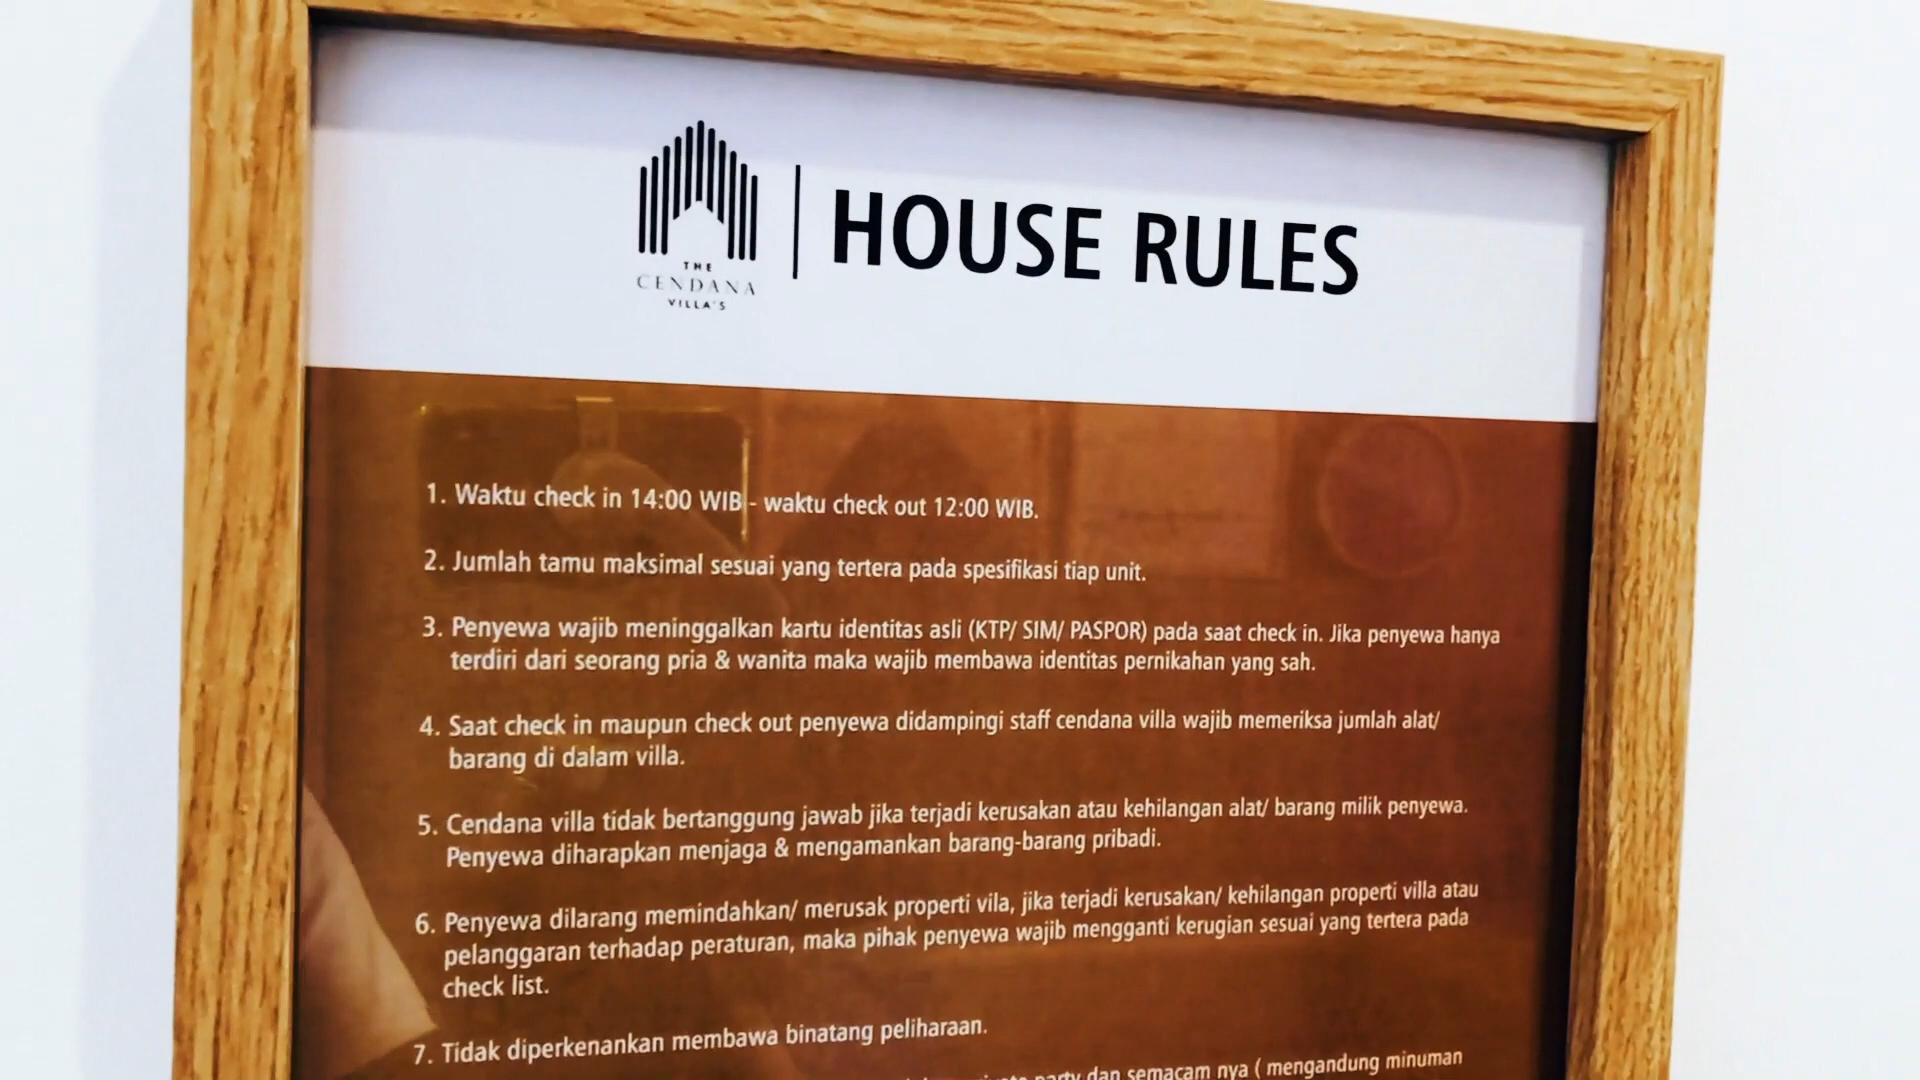 THE
CENDANA
VILLA'S
HOUSE RULES
1. Waktu check in 14:00 WIB - waktu check out 12:00 WIB.
2. Jumlah tamu maksimal sesuai yang tertera pada spesifikasi tiap unit.
3. Penyewa wajib meninggalkan kartu identitas asli (KTP/ SIM/ PASPOR) pada saat check in. Jika penyewa hanya
terdiri dari seorang pria & wanita maka wajib membawa identitas pernikahan yang sah.
4. Saat check in maupun check out penyewa didampingi staff cendana villa wajib memeriksa jumlah alat/
barang di dalam villa.
5. Cendana villa tidak bertanggung jawab jika terjadi kerusakan atau kehilangan alat/ barang milik penyewa.
Penyewa diharapkan menjaga & mengamankan barang-barang pribadi.
6. Penyewa dilarang memindahkan/ merusak properti vila, jika terjadi kerusakan/ kehilangan properti villa atau
pelanggaran terhadap peraturan, maka pihak penyewa wajib mengganti kerugian sesuai yang tertera pada
check list.
7. Tidak diperkenankan membawa binatang peliharaan.
party dan semacam nya ( mengandung minuman